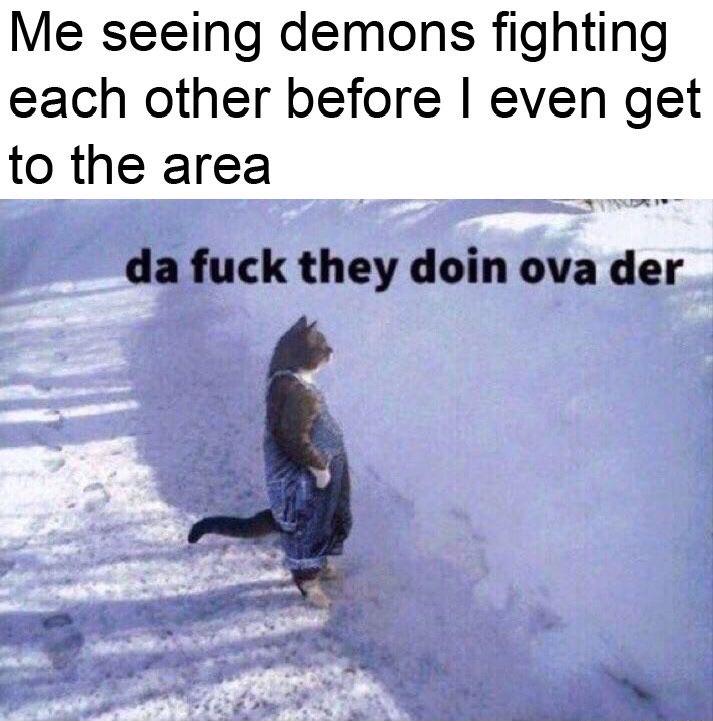 Me seeing demons fighting
each other before I even get
to the area
da fuck they doin ova der